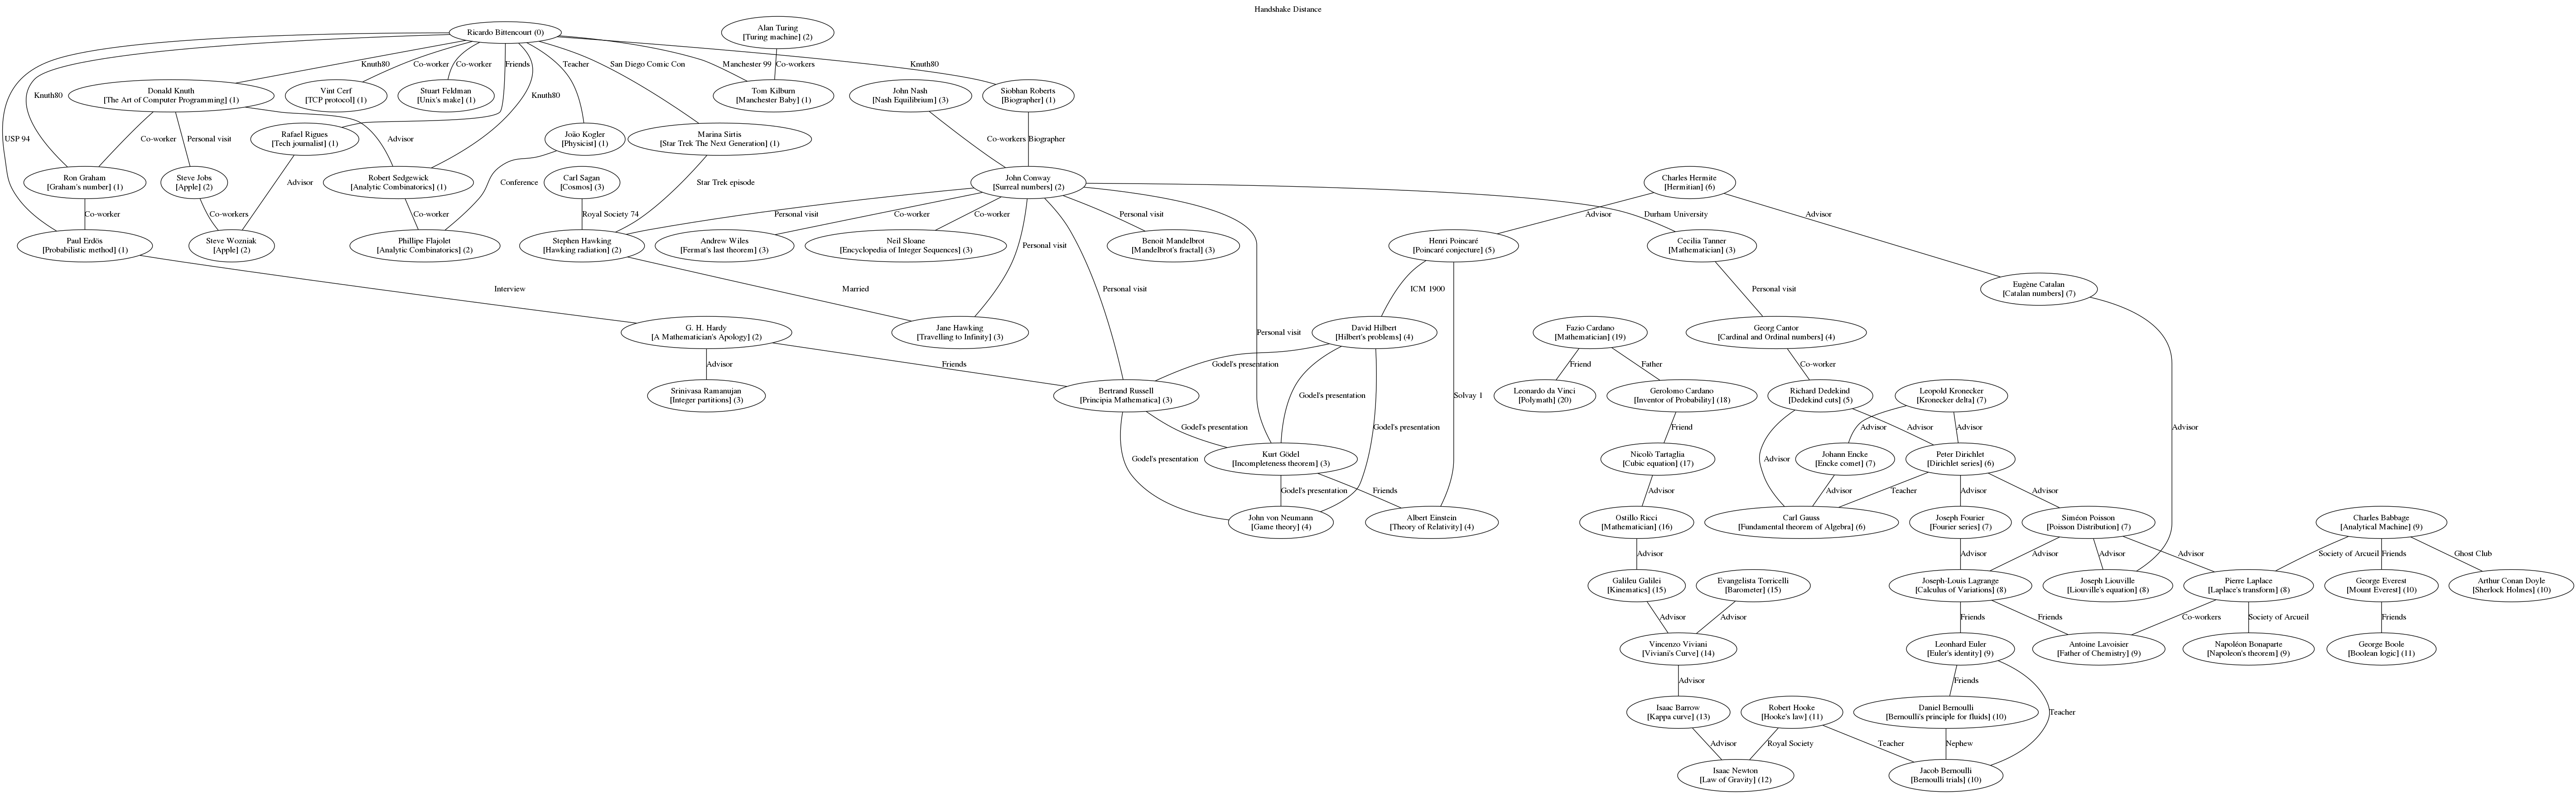 Handshake Distance
Ricardo Bittencourt (0)
Alan Turing
[Turing machine] (2)
Knuth80
Co-worker
Co-worker
Friends
Teacher
San Diego Comic Con
Manchester 99
Co-workers
Knuth80
Donald Knuth
[The Art of Computer Programming] (1)
Vint Cerf
[TCP protocol] (1)
Stuart Feldman
[Unix's make] (1)
Tom Kilburn
[Manchester Baby] (1)
John Nash
[Nash Equilibrium] (3)
Siobhan Roberts
[Biographer] (1)
Knuth80
Knuth80
USP 94
Co-worker
Personal visit
Rafael Rigues
[Tech journalist] (1)
Advisor
João Kogler
[Physicist] (1)
Marina Sirtis
[Star Trek The Next Generation] (1)
Co-workers
Biographer
Ron Graham
[Graham's number] (1)
Steve Jobs
[Apple] (2)
Advisor
Robert Sedgewick
[Analytic Combinatorics] (1)
Conference
Carl Sagan
[Cosmos] (3)
Star Trek episode
John Conway
[Surreal numbers] (2)
Charles Hermite
[Hermitian] (6)
Co-worker
Co-workers
Co-worker
Royal Society 74
Personal visit
Co-worker
Co-worker
Personal visit
Advisor
Durham University
Advisor
Paul Erdös
[Probabilistic method] (1)
Steve Wozniak
[Apple] (2)
Phillipe Flajolet
[Analytic Combinatorics] (2)
Stephen Hawking
[Hawking radiation] (2)
Andrew Wiles
[Fermat's last theorem] (3)
Neil Sloane
[Encyclopedia of Integer Sequences] (3)
Personal visit
Benoit Mandelbrot
[Mandelbrot's fractal] (3)
Henri Poincaré
[Poincaré conjecture] (5)
Cecilia Tanner
[Mathematician] (3)
Interview
Married
Personal visit
ICM 1900
Personal visit
Eugène Catalan
[Catalan numbers] (7)
G. H. Hardy
[A Mathematician's Apology] (2)
Jane Hawking
[Travelling to Infinity] (3)
Personal visit
David Hilbert
[Hilbert's problems] (4)
Fazio Cardano
[Mathematician] (19)
Georg Cantor
[Cardinal and Ordinal numbers] (4)
Advisor
Friends
Godel's presentation
Friend
Father
Co-worker
Srinivasa Ramanujan
[Integer partitions] (3)
Bertrand Russell
[Principia Mathematica] (3)
Godel's presentation
Solvay 1
Leonardo da Vinci
[Polymath] (20)
Gerolomo Cardano
[Inventor of Probability] (18)
Richard Dedekind
[Dedekind cuts] (5)
Leopold Kronecker
[Kronecker delta] (7)
Godel's presentation
Godel's presentation
Friend
Advisor
Advisor
Advisor
Advisor
Godel's presentation
Kurt Gödel
[Incompleteness theorem] (3)
Nicolò Tartaglia
[Cubic equation] (17)
Advisor
Johann Encke
[Encke comet] (7)
Peter Dirichlet
[Dirichlet series] (6)
Godel's presentation
Friends
Advisor
Advisor
Teacher
Advisor
Advisor
John von Neumann
[Game theory] (4)
Albert Einstein
[Theory of Relativity] (4)
Ostillo Ricci
[Mathematician] (16)
Carl Gauss
[Fundamental theorem of Algebra] (6)
Joseph Fourier
[Fourier series] (7)
Siméon Poisson
[Poisson Distribution] (7)
Charles Babbage
[Analytical Machine] (9)
Advisor
Advisor
Advisor
Advisor
Advisor
Society of Arcueil
Friends
Ghost Club
Galileu Galilei
[Kinematics] (15)
Evangelista Torricelli
[Barometer] (15)
Joseph-Louis Lagrange
[Calculus of Variations] (8)
Joseph Liouville
[Liouville's equation] (8)
Pierre Laplace
[Laplace's transform] (8)
George Everest
[Mount Everest] (10)
Arthur Conan Doyle
[Sherlock Holmes] (10)
Advisor
Advisor
Friends
Friends
Co-workers
Society of Arcueil
Friends
Vincenzo Viviani
[Viviani's Curve] (14)
Leonhard Euler
[Euler's identity] (9)
Antoine Lavoisier
[Father of Chemistry] (9)
Napoléon Bonaparte
[Napoleon's theorem] (9)
George Boole
[Boolean logic] (11)
Advisor
Friends
Isaac Barrow
[Kappa curve] (13)
Robert Hooke
[Hooke's law] (11)
Daniel Bernoulli
[Bernoulli's principle for fluids] (10)
Teacher
Advisor
Royal Society
Teacher
Nephew
Isaac Newton
[Law of Gravity] (12)
Jacob Bernoulli
[Bernoulli trials] (10)